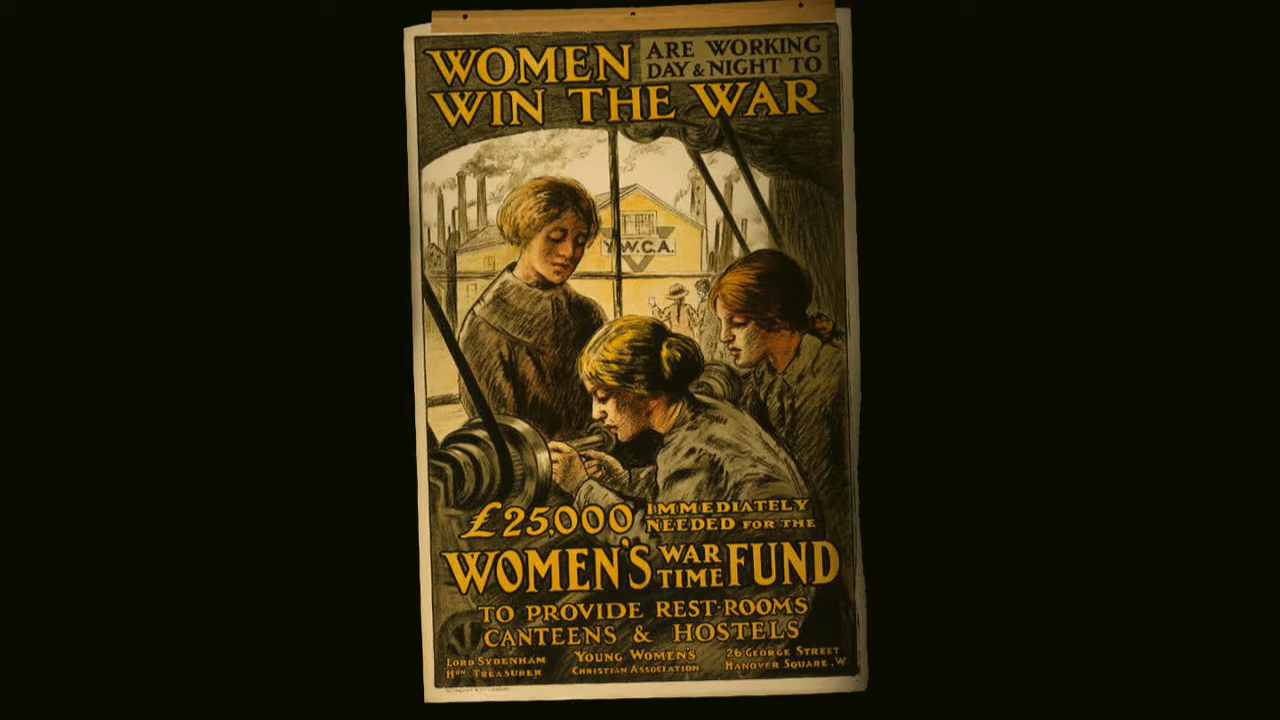 WOMEN ARE WORKING
DAY & NIGHT TO
WIN THE WAR
Y.W.C.A.
£25,000 IMMEDIATELY
NEEDED FOR THE
WOMEN'S WAR TIME FUND
TO PROVIDE REST-ROOMS
CANTEENS & HOSTELS
LORD SYDENHAM
HON TREASURER
YOUNG WOMEN'S
CHRISTIAN ASSOCIATION
26 GEORGE STREET
HANOVER SQUARE, W